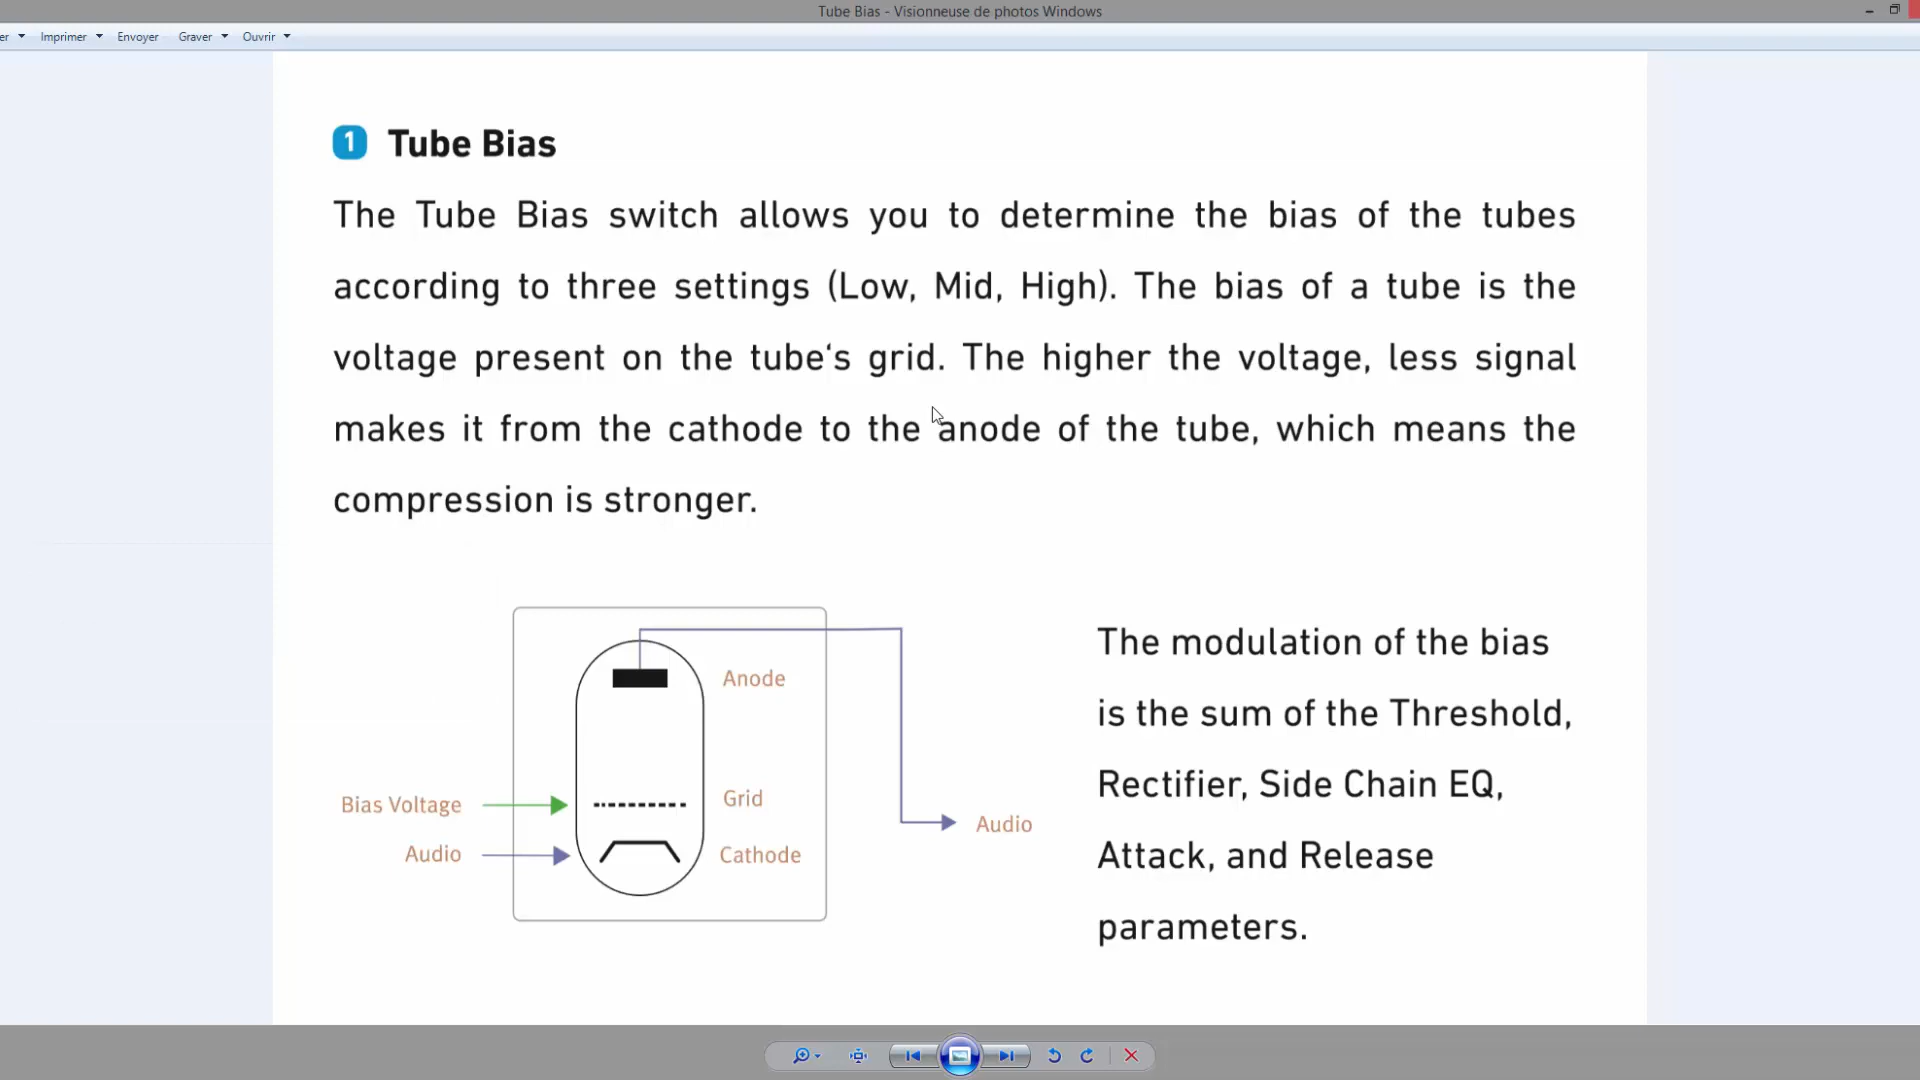 Tube Bias - Visionneuse de photos Windows
er Imprimer Envoyer Graver Ouvrir
1 Tube Bias
The Tube Bias switch allows you to determine the bias of the tubes
according to three settings (Low, Mid, High). The bias of a tube is the
voltage present on the tube‘s grid. The higher the voltage, less signal
makes it from the cathode to the anode of the tube, which means the
compression is stronger.
Anode
Bias Voltage
Grid
Audio
Cathode
Audio
The modulation of the bias
is the sum of the Threshold,
Rectifier, Side Chain EQ,
Attack, and Release
parameters.